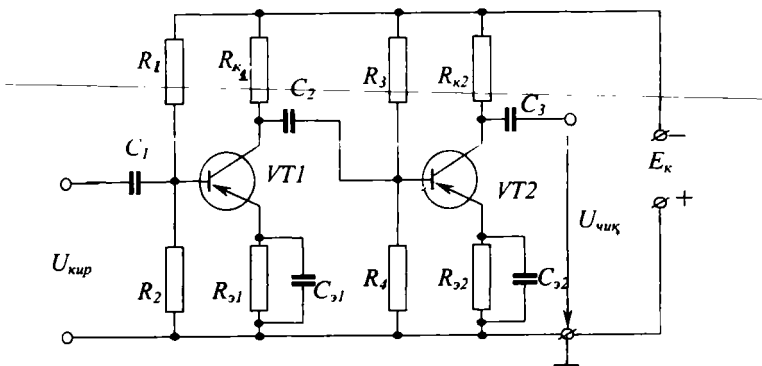 R₁
Rк₁
C₂
R₃
Rк2
C₃
C₁
VT1
VT2
−
Eк
+
Uкир
R₂
Rэ1
Cэ1
R₄
Rэ2
Cэ2
Uчиқ